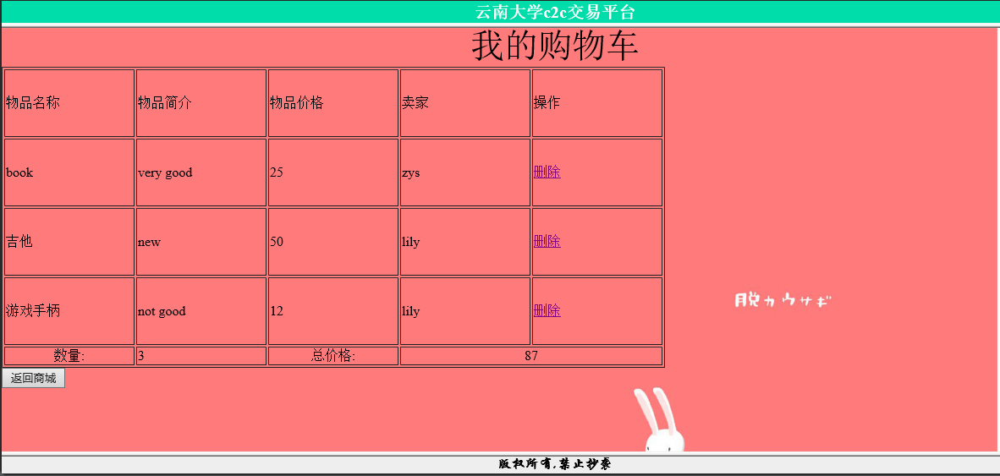 云南大学c2c交易平台
我的购物车
物品名称 物品简介 物品价格 卖家 操作
book very good 25 zys 删除
吉他 new 50 lily 删除
游戏手柄 not good 12 lily 删除
数量: 3 总价格: 87
返回商城
脱力ウサギ
版权所有,禁止抄袭